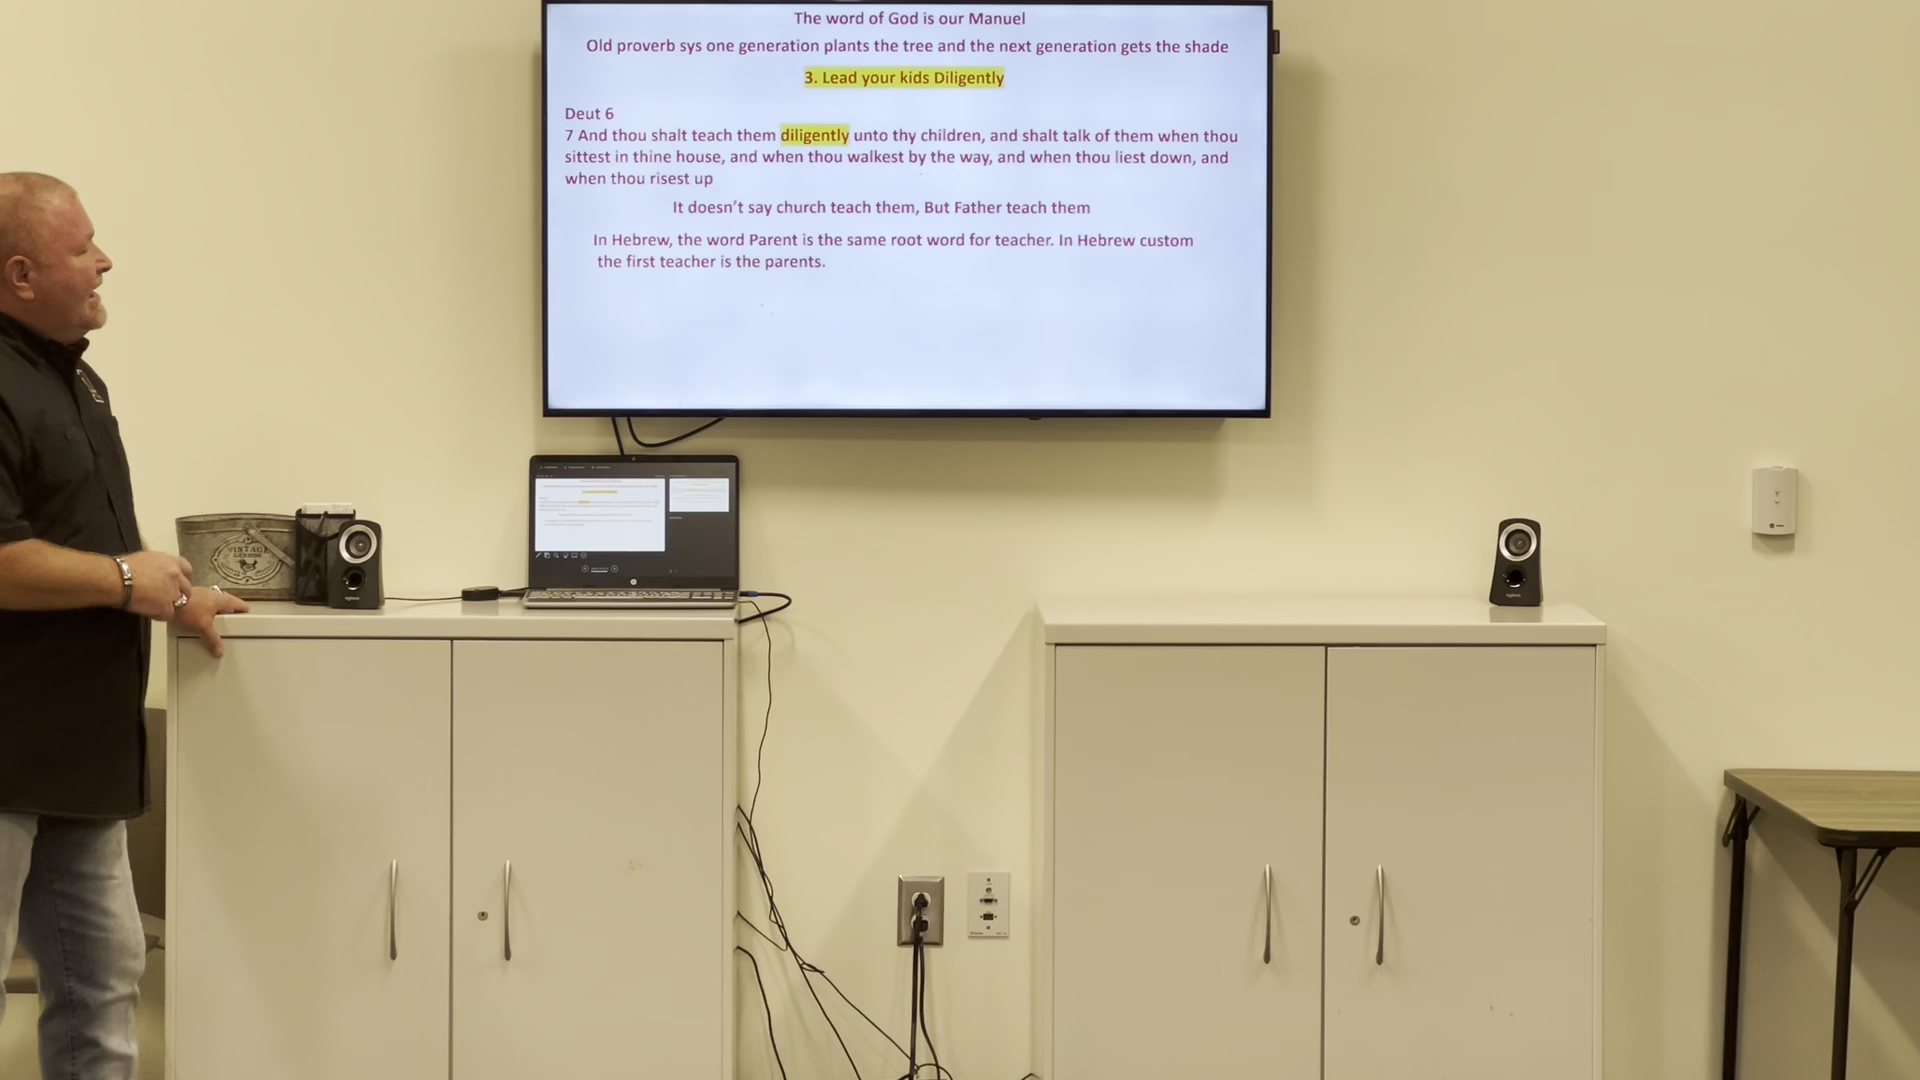 The word of God is our Manuel
Old proverb sys one generation plants the tree and the next generation gets the shade
3. Lead your kids Diligently
Deut 6
7 And thou shalt teach them diligently unto thy children, and shalt talk of them when thou
sittest in thine house, and when thou walkest by the way, and when thou liest down, and
when thou risest up
It doesn't say church teach them, But Father teach them
In Hebrew, the word Parent is the same root word for teacher. In Hebrew custom
the first teacher is the parents.
VINTAGE